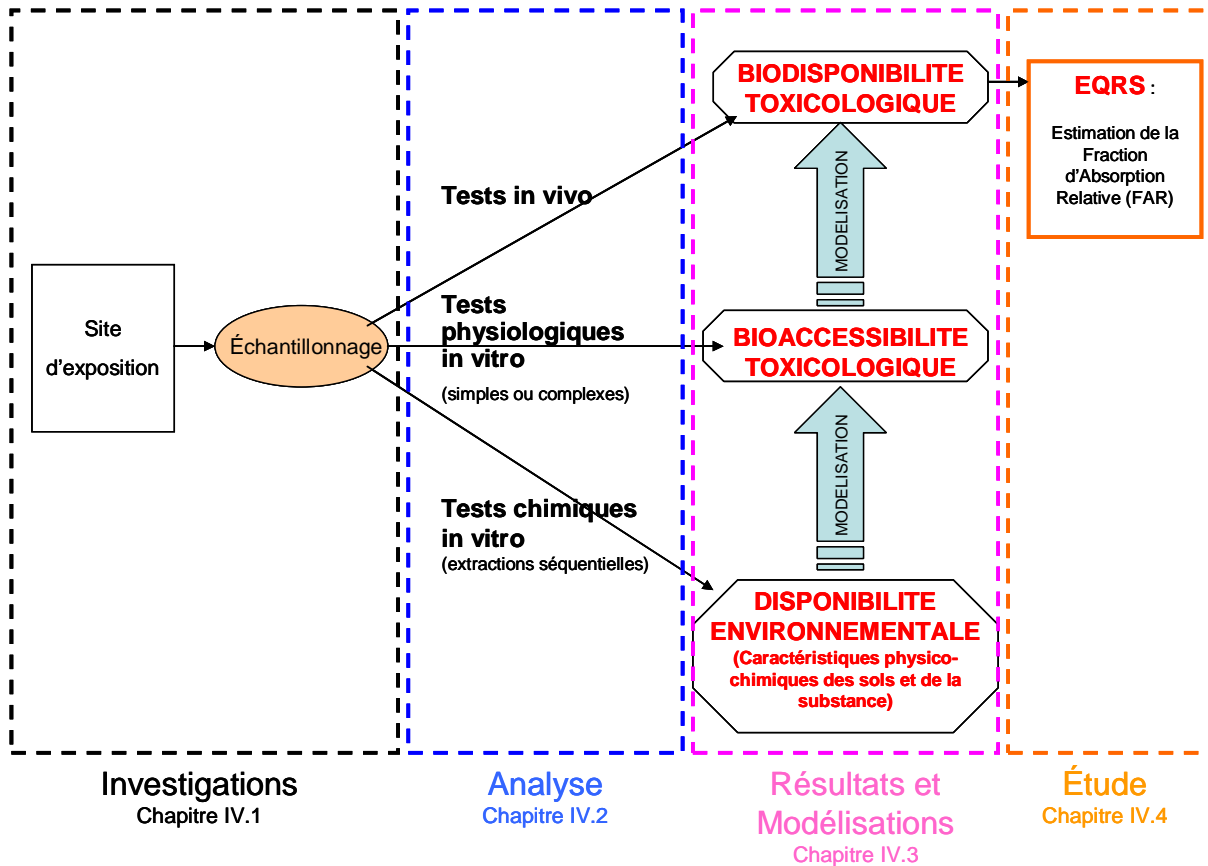 Site
d'exposition
Échantillonnage
Tests in vivo
Tests
physiologiques
in vitro
(simples ou complexes)
Tests chimiques
in vitro
(extractions séquentielles)
BIODISPONIBILITE
TOXICOLOGIQUE
MODELISATION
BIOACCESSIBILITE
TOXICOLOGIQUE
MODELISATION
DISPONIBILITE
ENVIRONNEMENTALE
(Caractéristiques physico-
chimiques des sols et de la
substance)
EQRS :
Estimation de la
Fraction
d'Absorption
Relative (FAR)
Investigations
Chapitre IV.1
Analyse
Chapitre IV.2
Résultats et
Modélisations
Chapitre IV.3
Étude
Chapitre IV.4